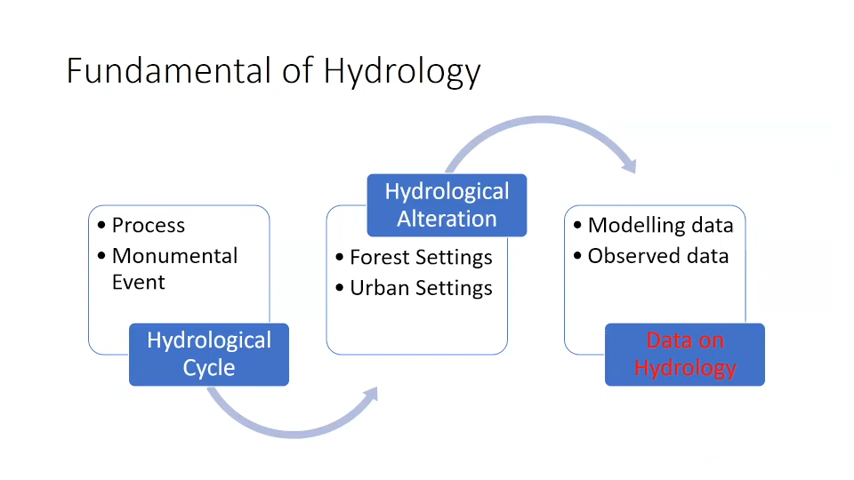 Fundamental of Hydrology
• Process
• Monumental
Event
Hydrological
Cycle
Hydrological
Alteration
• Forest Settings
• Urban Settings
• Modelling data
• Observed data
Data on
Hydrology